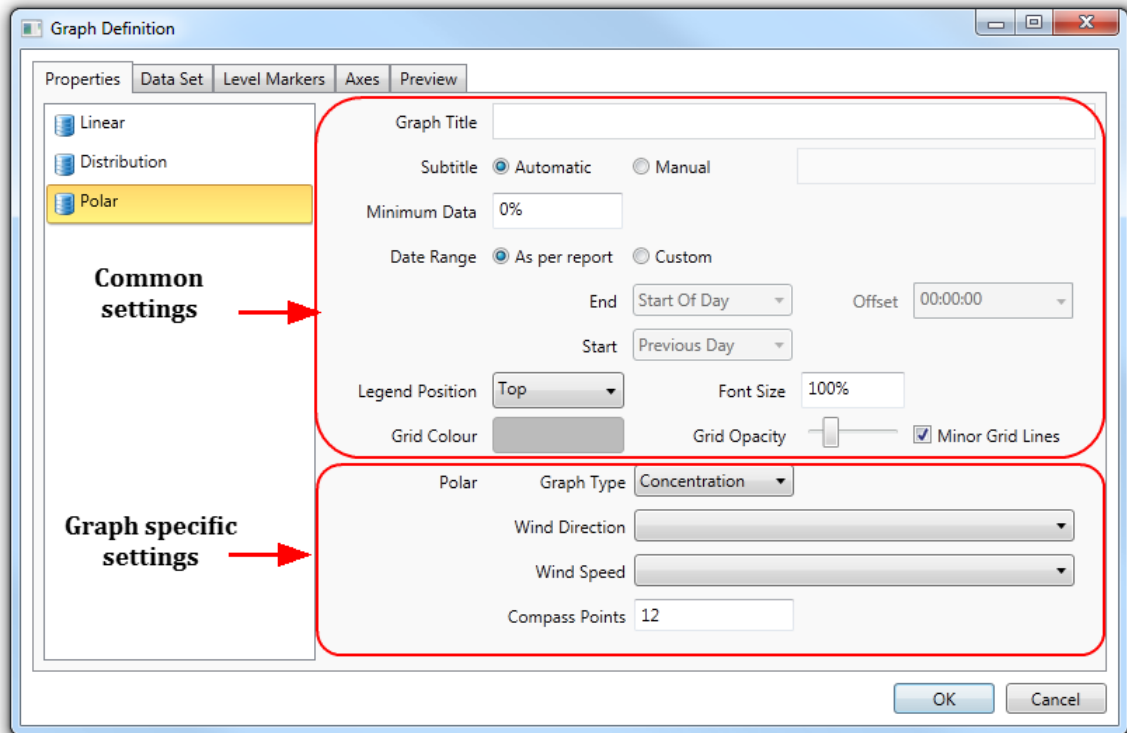 Graph Definition
Properties Data Set Level Markers Axes Preview
Linear
Distribution
Polar
Common
settings
Graph specific
settings
Graph Title
Subtitle Automatic Manual
Minimum Data 0%
Date Range As per report Custom
End Start Of Day Offset 00:00:00
Start Previous Day
Legend Position Top Font Size 100%
Grid Colour Grid Opacity Minor Grid Lines
Polar Graph Type Concentration
Wind Direction
Wind Speed
Compass Points 12
OK Cancel